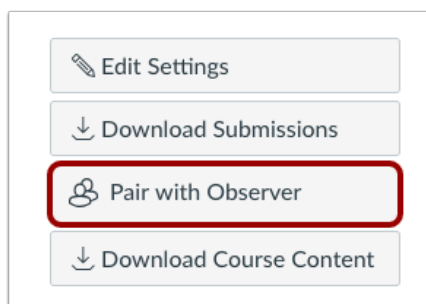 Edit Settings
Download Submissions
Pair with Observer
Download Course Content